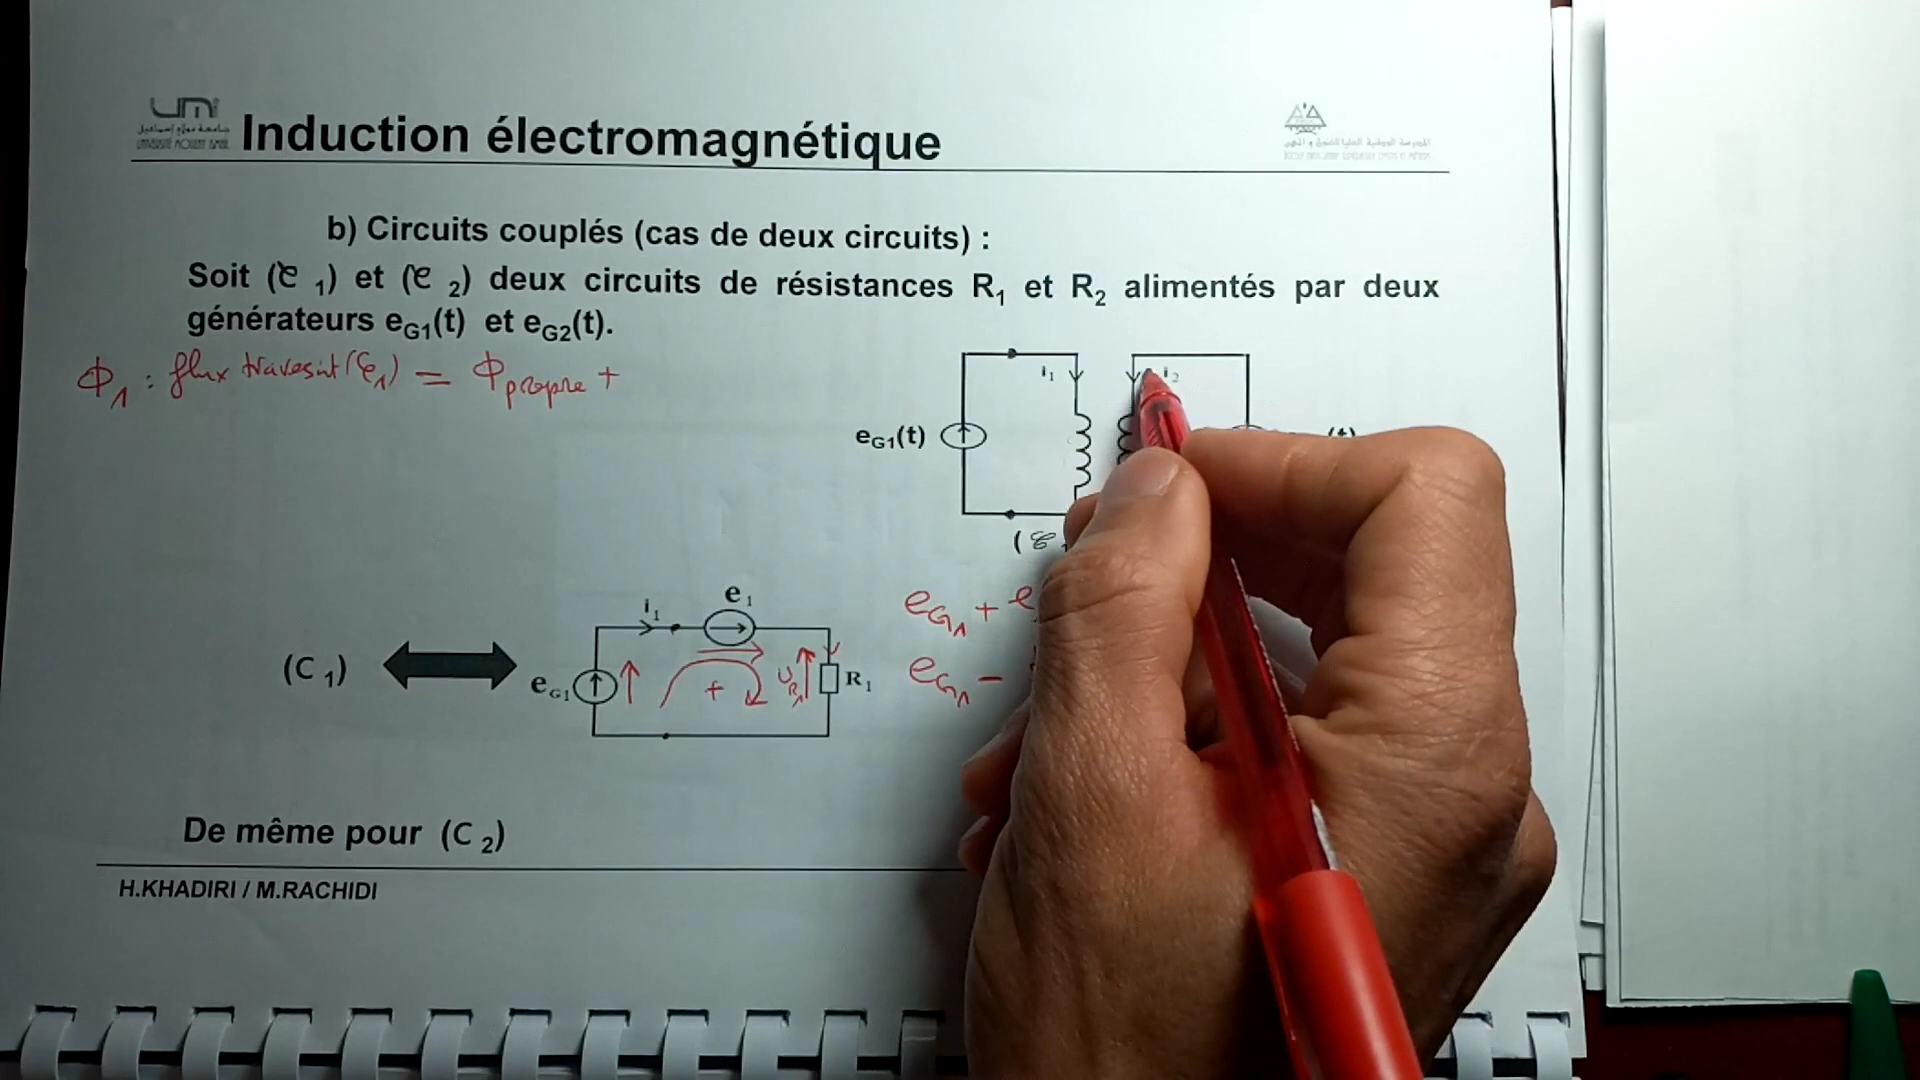 Induction électromagnétique
b) Circuits couplés (cas de deux circuits) :
Soit (C 1) et (C 2) deux circuits de résistances R1 et R2 alimentés par deux
générateurs eG1(t) et eG2(t).
Φ1 : flux traversant (C1) = Φpropre +
i1
i2
eG1(t)
(t)
(C
e1
i1
eG1 + e
(C 1)
eG1
+
UR1
R1
eG1 -
De même pour (C 2)
H.KHADIRI / M.RACHIDI